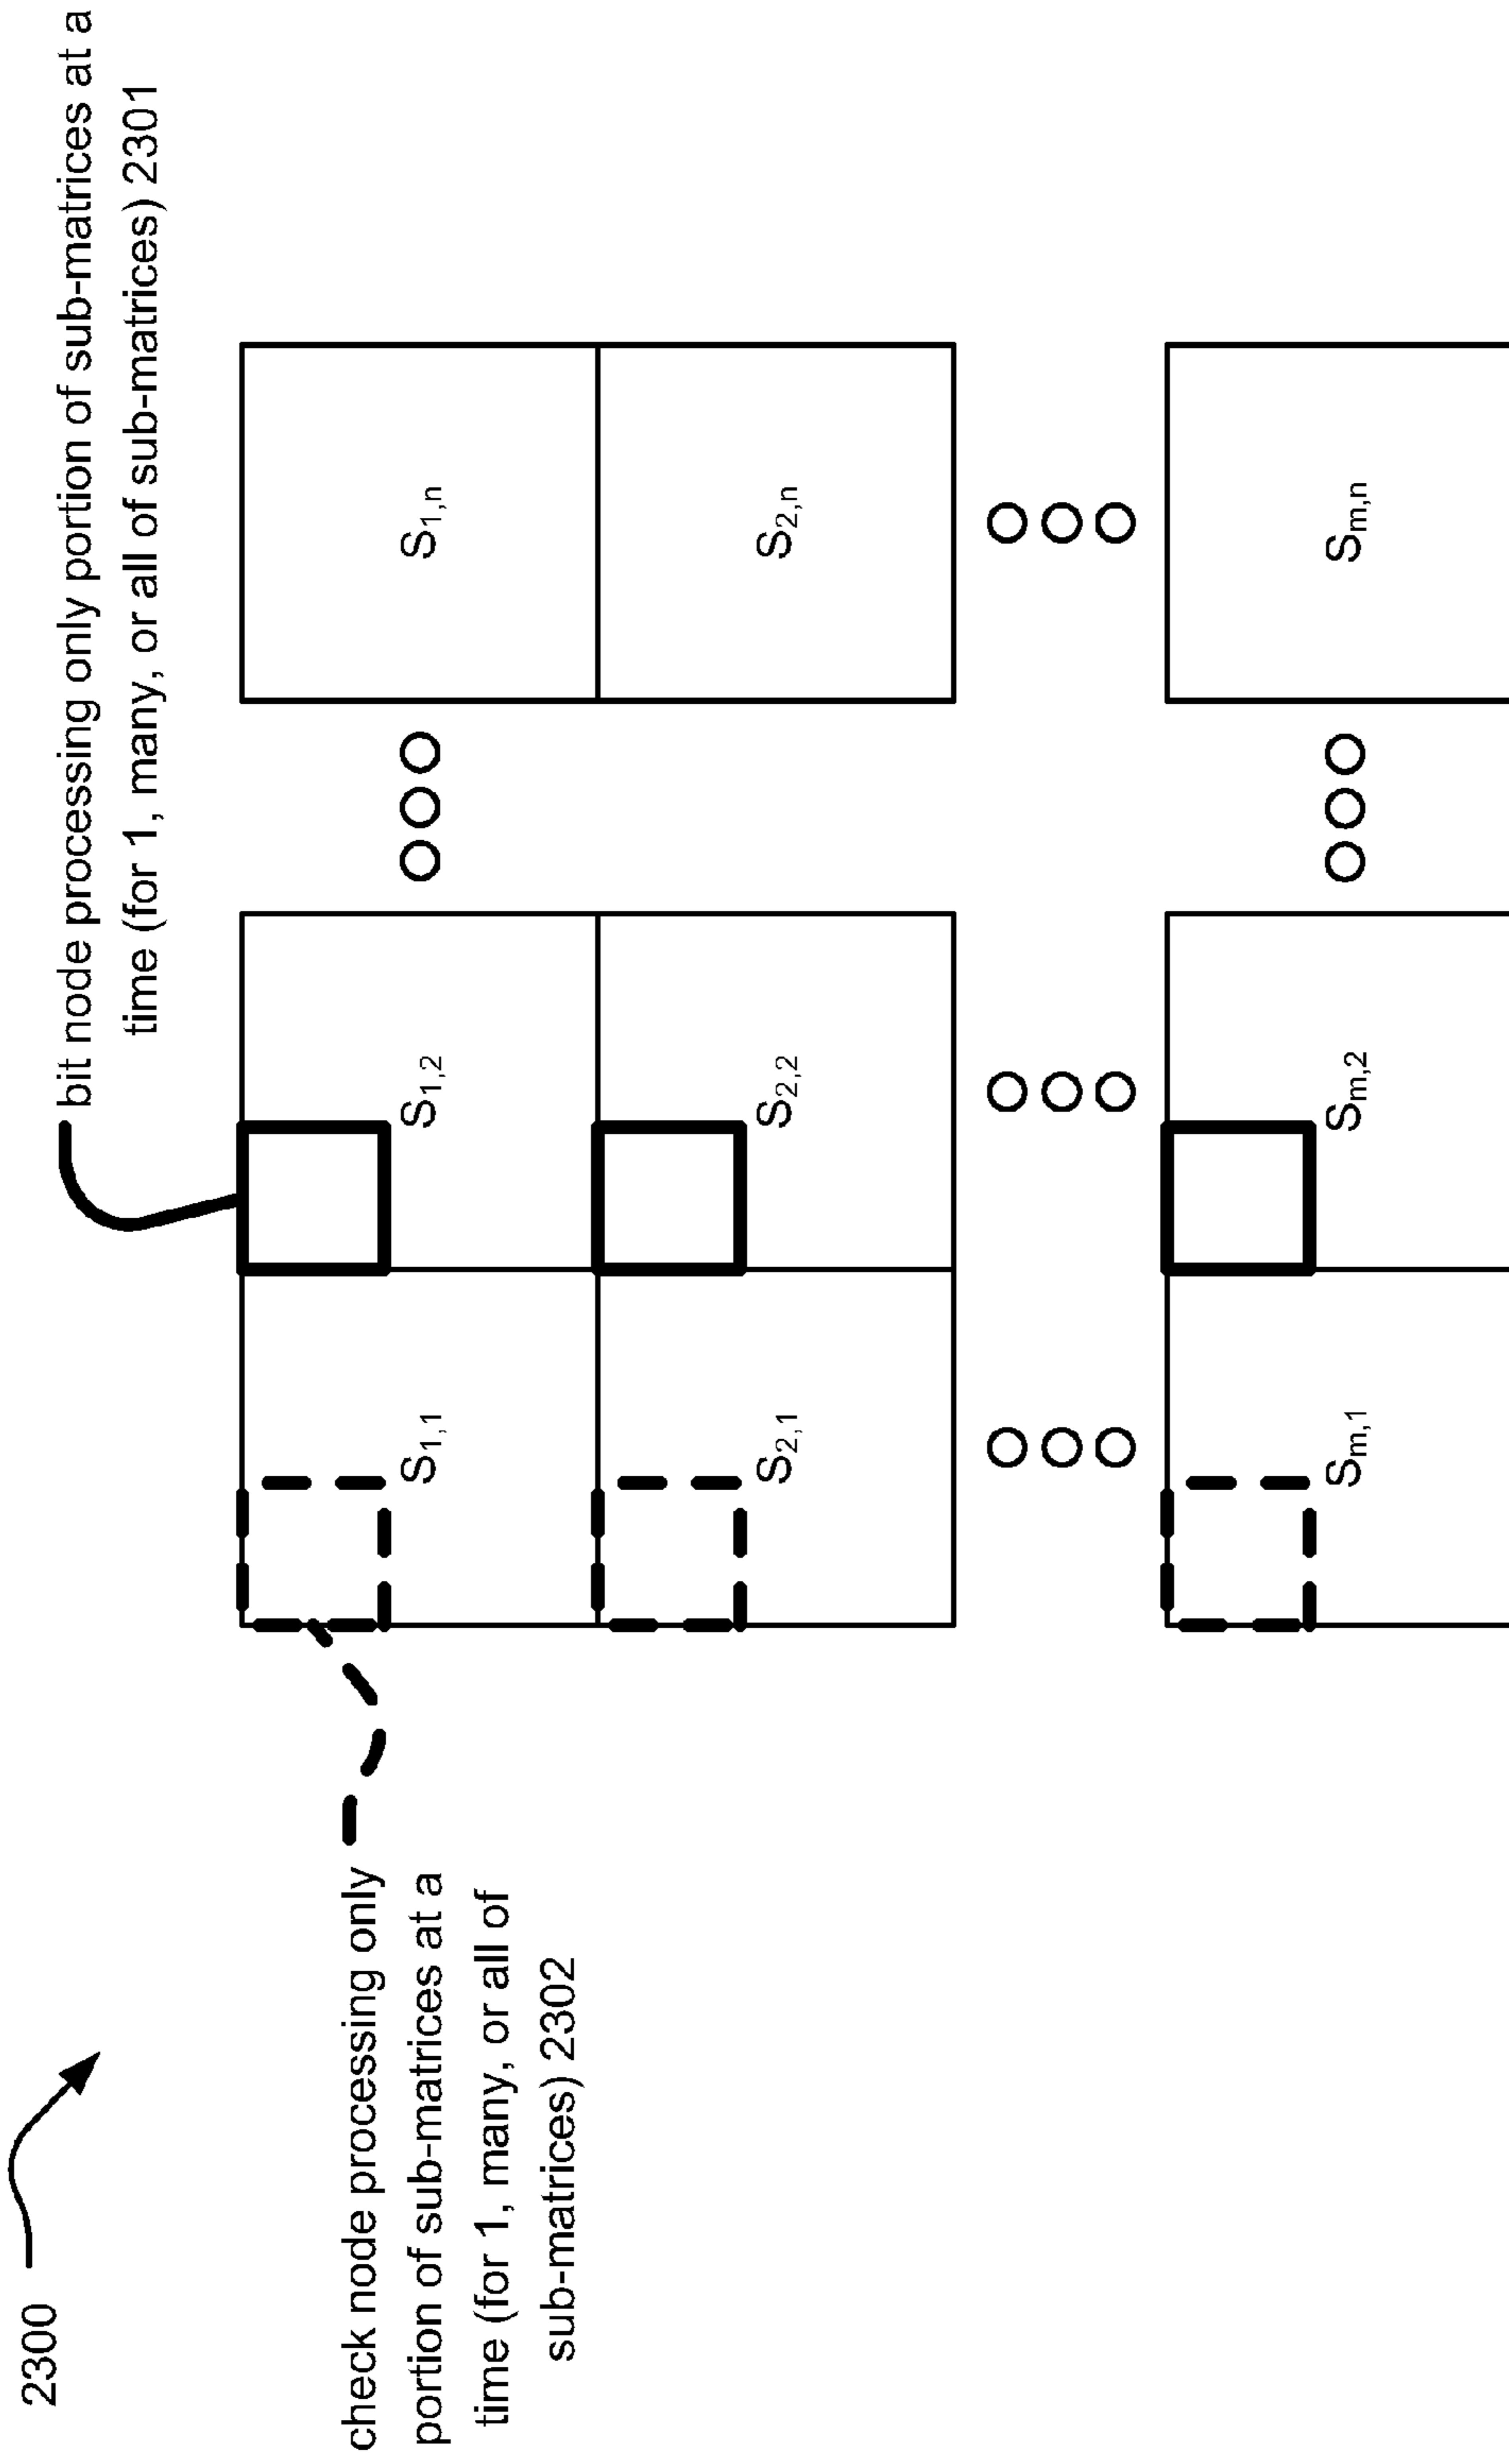 2300
bit node processing only portion of sub-matrices at a
time (for 1, many, or all of sub-matrices) 2301
check node processing only
portion of sub-matrices at a
time (for 1, many, or all of
sub-matrices) 2302
S1,1 S1,2 S1,n
S2,1 S2,2 S2,n
Sm,1 Sm,2 Sm,n